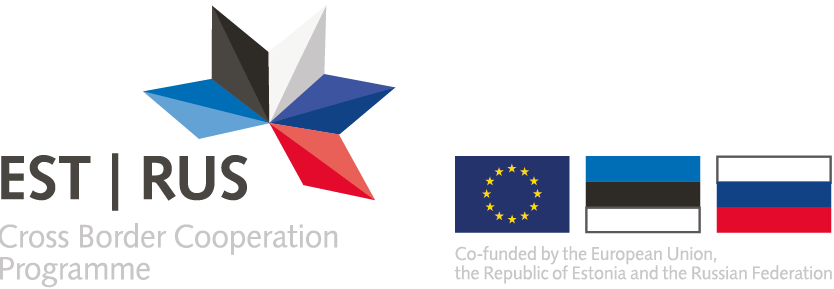 EST | RUS
Cross Border Cooperation
Programme
Co-funded by the European Union,
the Republic of Estonia and the Russian Federation